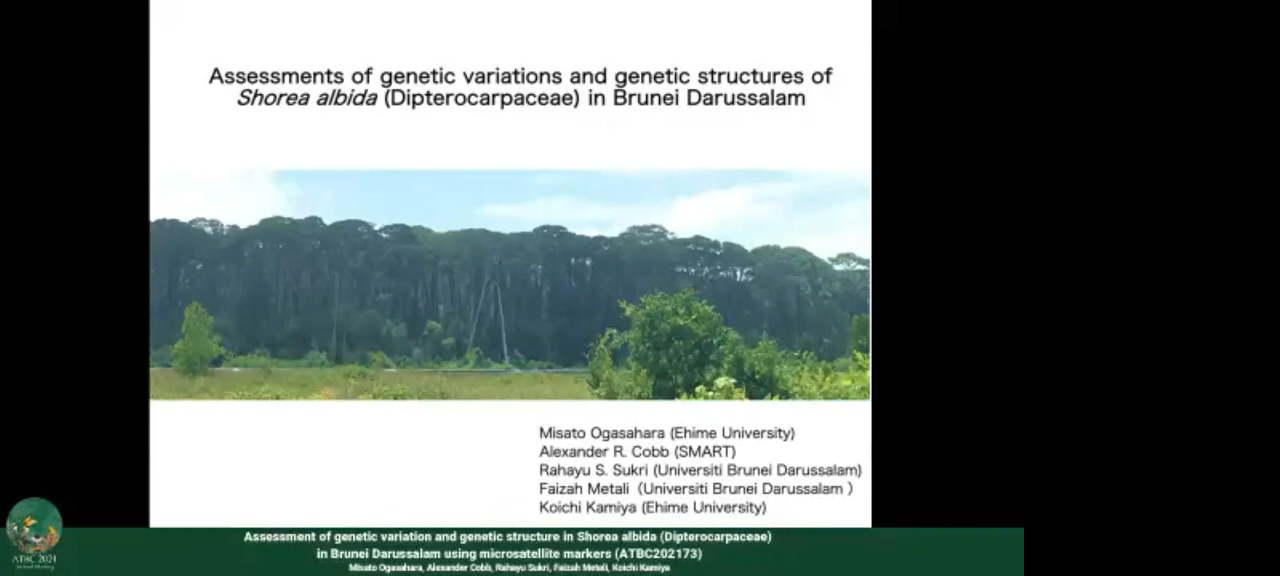 Assessments of genetic variations and genetic structures of
Shorea albida (Dipterocarpaceae) in Brunei Darussalam
Misato Ogasahara (Ehime University)
Alexander R. Cobb (SMART)
Rahayu S. Sukri (Universiti Brunei Darussalam)
Faizah Metali（Universiti Brunei Darussalam ）
Koichi Kamiya (Ehime University)
ATBC 2021
Virtual Meeting
Assessment of genetic variation and genetic structure in Shorea albida (Dipterocarpaceae)
in Brunei Darussalam using microsatellite markers (ATBC202173)
Misato Ogasahara, Alexander Cobb, Rahayu Sukri, Faizah Metali, Koichi Kamiya